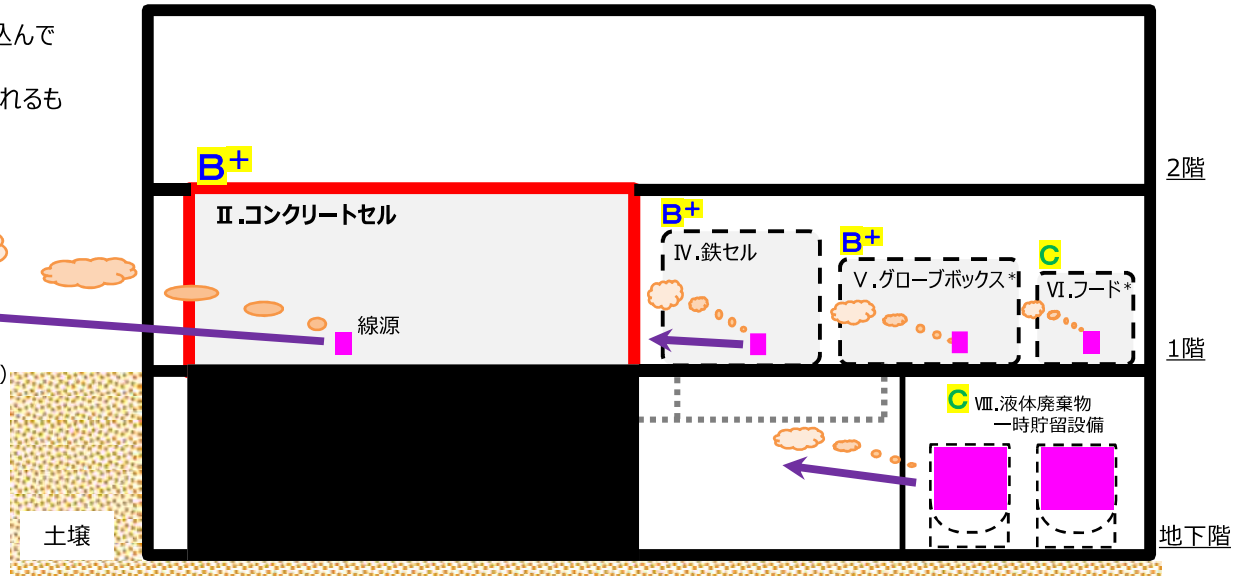 込んで
れるも
B+
2階
Ⅱ.コンクリートセル
B+
Ⅳ.鉄セル
B+
Ⅴ.グローブボックス*
C
Ⅵ.フード*
線源
1階
)
C Ⅷ.液体廃棄物
一時貯留設備
土壌
地下階